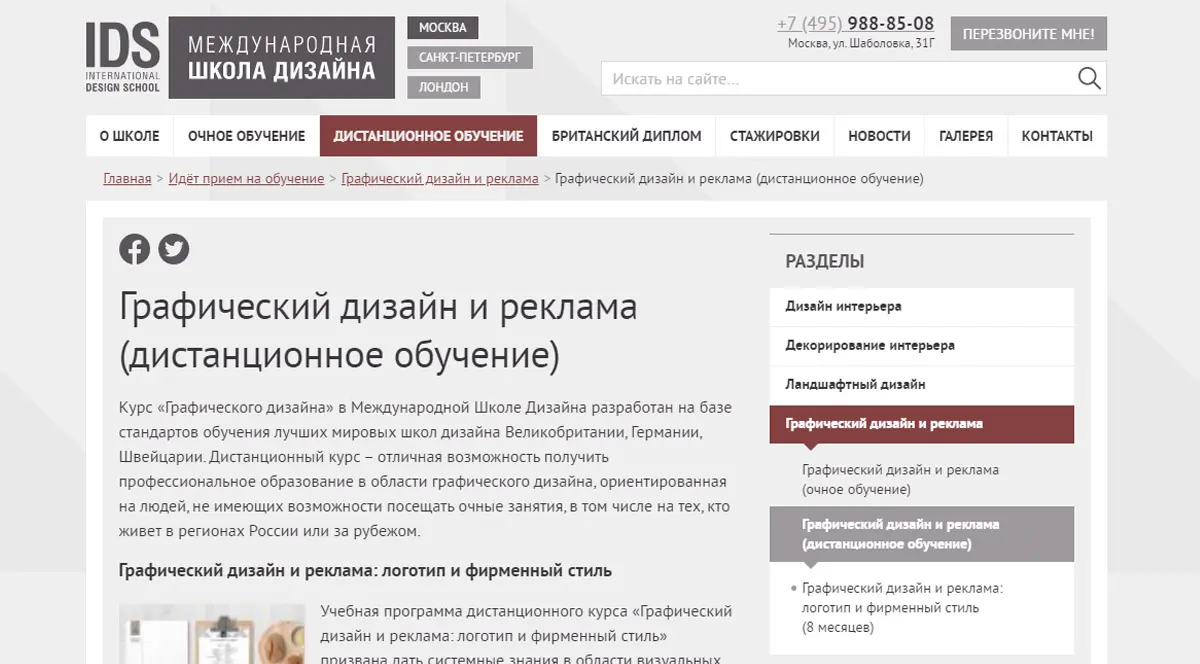 IDS
INTERNATIONAL
DESIGN SCHOOL
МЕЖДУНАРОДНАЯ
ШКОЛА ДИЗАЙНА
МОСКВА
САНКТ-ПЕТЕРБУРГ
ЛОНДОН
+7 (495) 988-85-08
Москва, ул. Шаболовка, 31Г
ПЕРЕЗВОНИТЕ МНЕ!
Искать на сайте...
О ШКОЛЕ ОЧНОЕ ОБУЧЕНИЕ ДИСТАНЦИОННОЕ ОБУЧЕНИЕ БРИТАНСКИЙ ДИПЛОМ СТАЖИРОВКИ НОВОСТИ ГАЛЕРЕЯ КОНТАКТЫ
Главная > Идёт прием на обучение > Графический дизайн и реклама > Графический дизайн и реклама (дистанционное обучение)
Графический дизайн и реклама
(дистанционное обучение)
Курс «Графического дизайна» в Международной Школе Дизайна разработан на базе
стандартов обучения лучших мировых школ дизайна Великобритании, Германии,
Швейцарии. Дистанционный курс – отличная возможность получить
профессиональное образование в области графического дизайна, ориентированная
на людей, не имеющих возможности посещать очные занятия, в том числе на тех, кто
живет в регионах России или за рубежом.
Графический дизайн и реклама: логотип и фирменный стиль
Учебная программа дистанционного курса «Графический
дизайн и реклама: логотип и фирменный стиль»
призвана дать системные знания в области визуальных
РАЗДЕЛЫ
Дизайн интерьера
Декорирование интерьера
Ландшафтный дизайн
Графический дизайн и реклама
Графический дизайн и реклама
(очное обучение)
Графический дизайн и реклама
(дистанционное обучение)
Графический дизайн и реклама:
логотип и фирменный стиль
(8 месяцев)